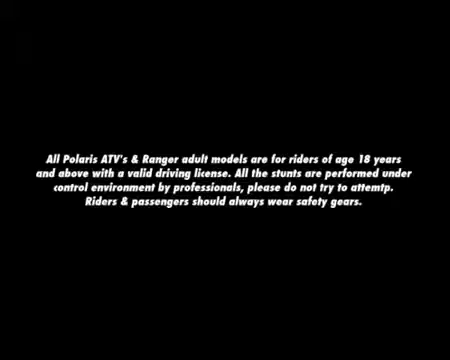 All Polaris ATV's & Ranger adult models are for riders of age 18 years
and above with a valid driving license. All the stunts are performed under
control environment by professionals, please do not try to attemtp.
Riders & passengers should always wear safety gears.